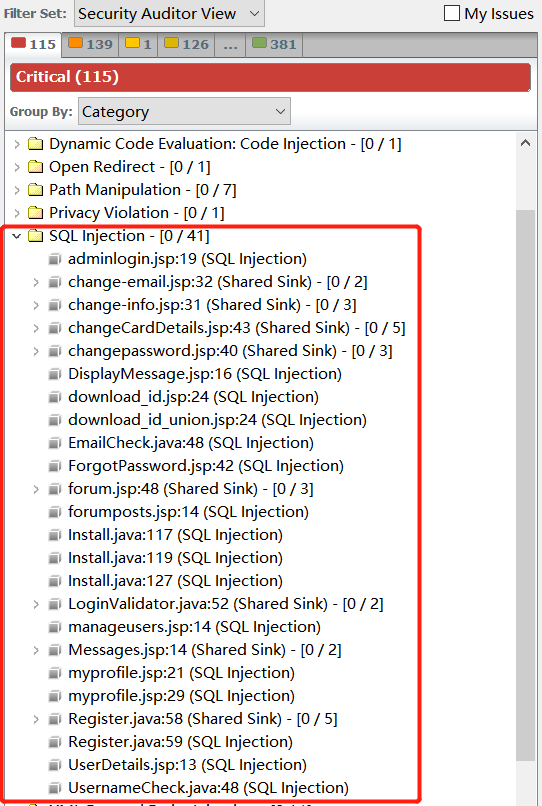 Filter Set: Security Auditor View My Issues
115 139 1 126 ... 381
Critical (115)
Group By: Category
Dynamic Code Evaluation: Code Injection - [0 / 1]
Open Redirect - [0 / 1]
Path Manipulation - [0 / 7]
Privacy Violation - [0 / 1]
SQL Injection - [0 / 41]
adminlogin.jsp:19 (SQL Injection)
change-email.jsp:32 (Shared Sink) - [0 / 2]
change-info.jsp:31 (Shared Sink) - [0 / 3]
changeCardDetails.jsp:43 (Shared Sink) - [0 / 5]
changepassword.jsp:40 (Shared Sink) - [0 / 3]
DisplayMessage.jsp:16 (SQL Injection)
download_id.jsp:24 (SQL Injection)
download_id_union.jsp:24 (SQL Injection)
EmailCheck.java:48 (SQL Injection)
ForgotPassword.jsp:42 (SQL Injection)
forum.jsp:48 (Shared Sink) - [0 / 3]
forumposts.jsp:14 (SQL Injection)
Install.java:117 (SQL Injection)
Install.java:119 (SQL Injection)
Install.java:127 (SQL Injection)
LoginValidator.java:52 (Shared Sink) - [0 / 2]
manageusers.jsp:14 (SQL Injection)
Messages.jsp:14 (Shared Sink) - [0 / 2]
myprofile.jsp:21 (SQL Injection)
myprofile.jsp:29 (SQL Injection)
Register.java:58 (Shared Sink) - [0 / 5]
Register.java:59 (SQL Injection)
UserDetails.jsp:13 (SQL Injection)
UsernameCheck.java:48 (SQL Injection)